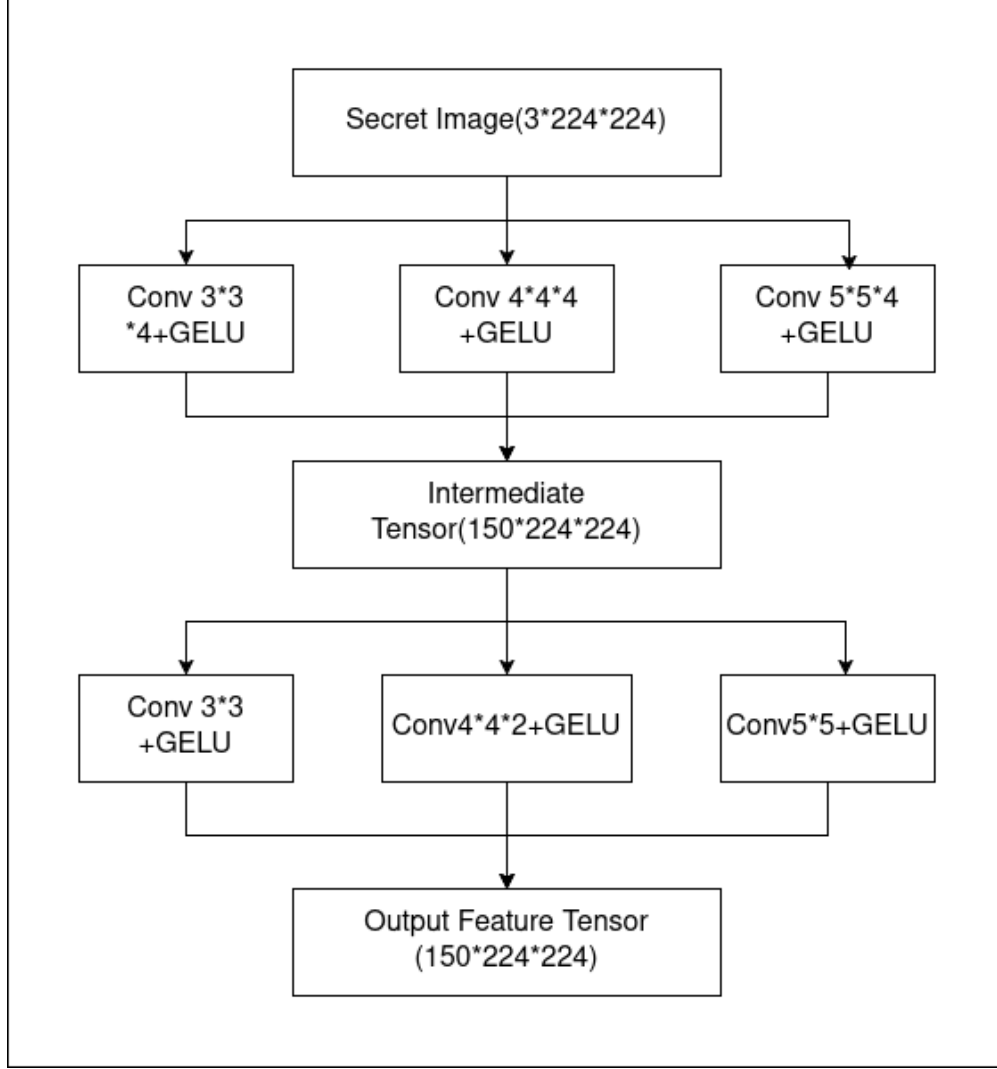 Secret Image(3*224*224)
Conv 3*3
*4+GELU
Conv 4*4*4
+GELU
Conv 5*5*4
+GELU
Intermediate
Tensor(150*224*224)
Conv 3*3
+GELU
Conv4*4*2+GELU
Conv5*5+GELU
Output Feature Tensor
(150*224*224)